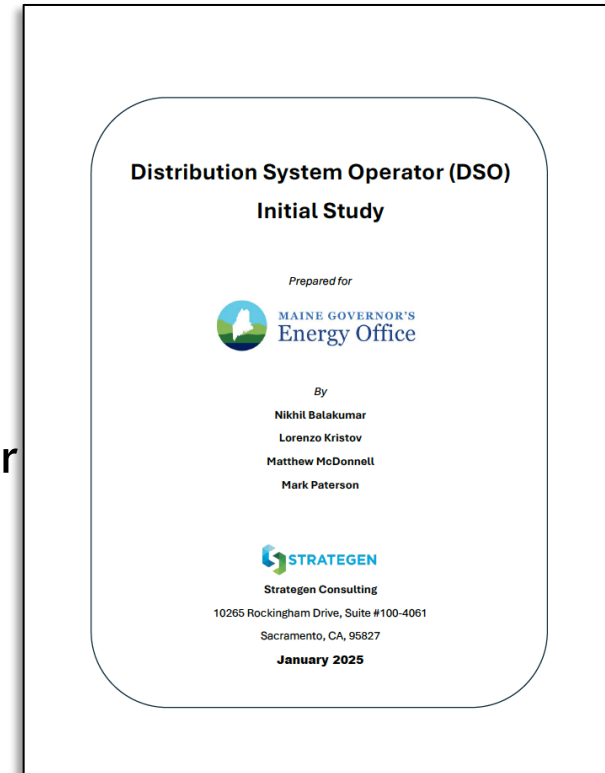 Distribution System Operator (DSO)
Initial Study
Prepared for
MAINE GOVERNOR'S
Energy Office
By
Nikhil Balakumar
Lorenzo Kristov
Matthew McDonnell
Mark Paterson
STRATEGEN
Strategen Consulting
10265 Rockingham Drive, Suite #100-4061
Sacramento, CA, 95827
January 2025
r